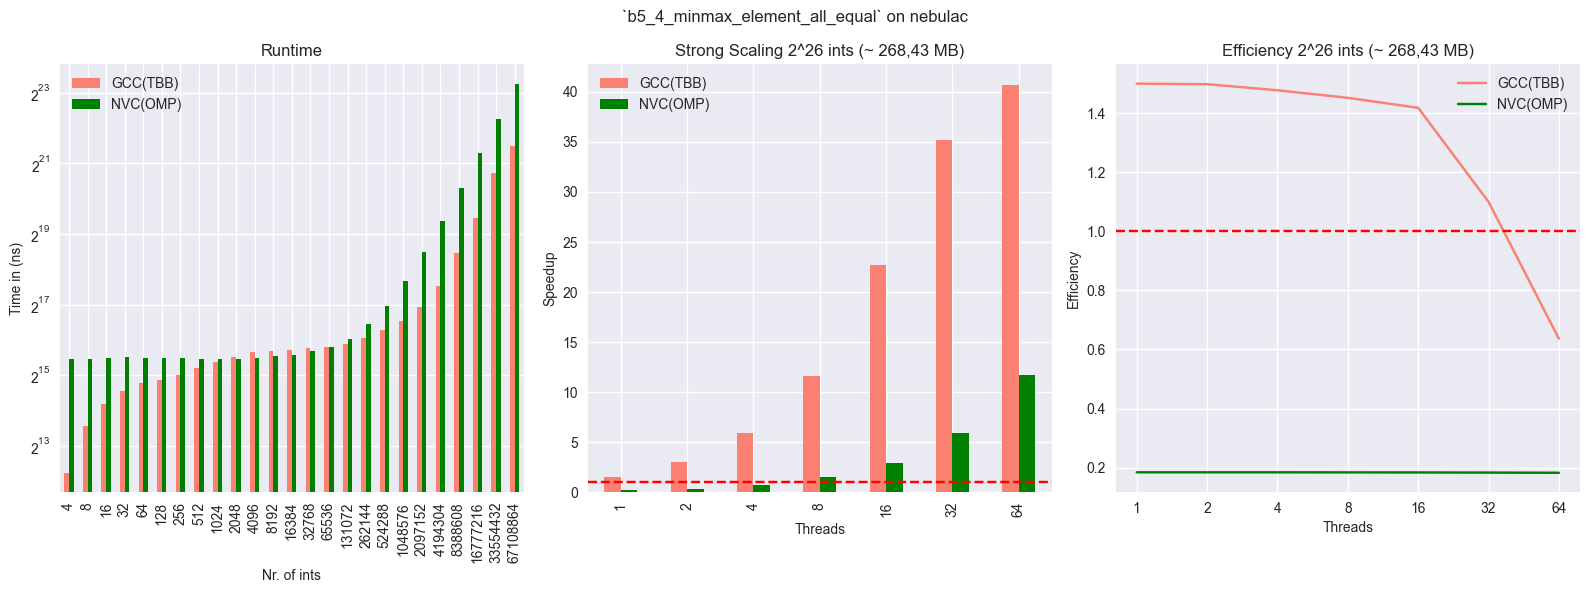 `b5_4_minmax_element_all_equal` on nebulac
Runtime
GCC(TBB)
NVC(OMP)
Time in (ns)
2^23
2^21
2^19
2^17
2^15
2^13
4 8 16 32 64 128 256 512 1024 2048 4096 8192 16384 32768 65536 131072 262144 524288 1048576 2097152 4194304 8388608 16777216 33554432 67108864
Nr. of ints
Strong Scaling 2^26 ints (~ 268,43 MB)
GCC(TBB)
NVC(OMP)
Speedup
40
35
30
25
20
15
10
5
0
1 2 4 8 16 32 64
Threads
Efficiency 2^26 ints (~ 268,43 MB)
GCC(TBB)
NVC(OMP)
Efficiency
1.4
1.2
1.0
0.8
0.6
0.4
0.2
1 2 4 8 16 32 64
Threads